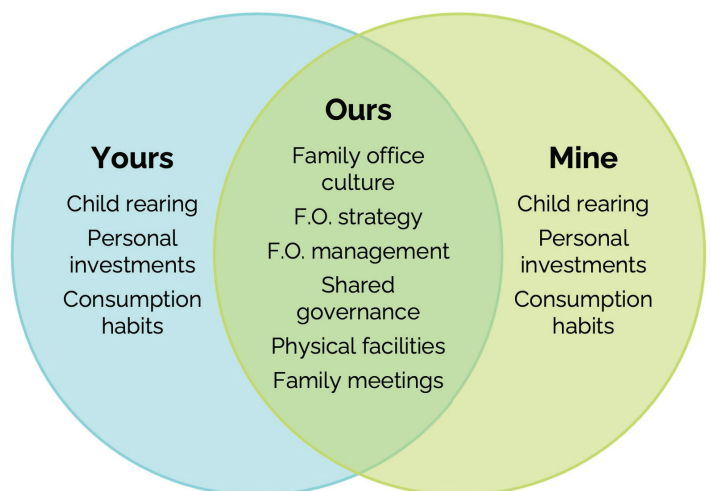 Yours
Child rearing
Personal
investments
Consumption
habits
Ours
Family office
culture
F.O. strategy
F.O. management
Shared
governance
Physical facilities
Family meetings
Mine
Child rearing
Personal
investments
Consumption
habits